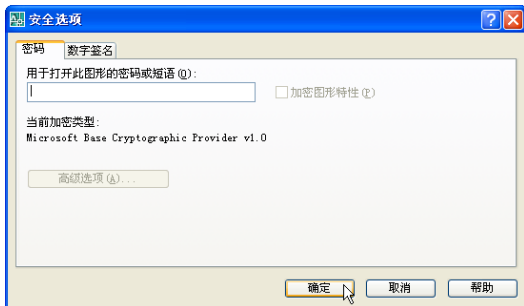 安全选项
密码 数字签名
用于打开此图形的密码或短语(O):
加密图形特性(P)
当前加密类型:
Microsoft Base Cryptographic Provider v1.0
高级选项(A)...
确定 取消 帮助